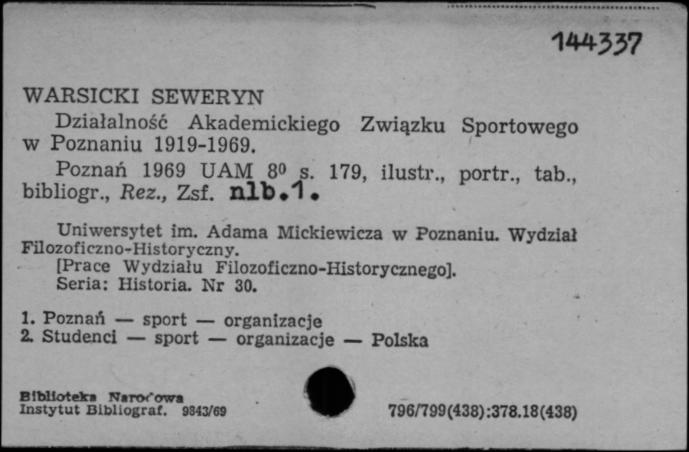 144337
WARSICKI SEWERYN
Działalność Akademickiego Związku Sportowego
w Poznaniu 1919-1969.
Poznań 1969 UAM 8⁰ s. 179, ilustr., portr., tab.,
bibliogr., Rez., Zsf. nlb.1.
Uniwersytet im. Adama Mickiewicza w Poznaniu. Wydział
Filozoficzno-Historyczny.
[Prace Wydziału Filozoficzno-Historycznego].
Seria: Historia. Nr 30.
1. Poznań — sport — organizacje
2. Studenci — sport — organizacje — Polska
Biblioteka Narodowa
Instytut Bibliograf. 9843/69
796/799(438):378.18(438)